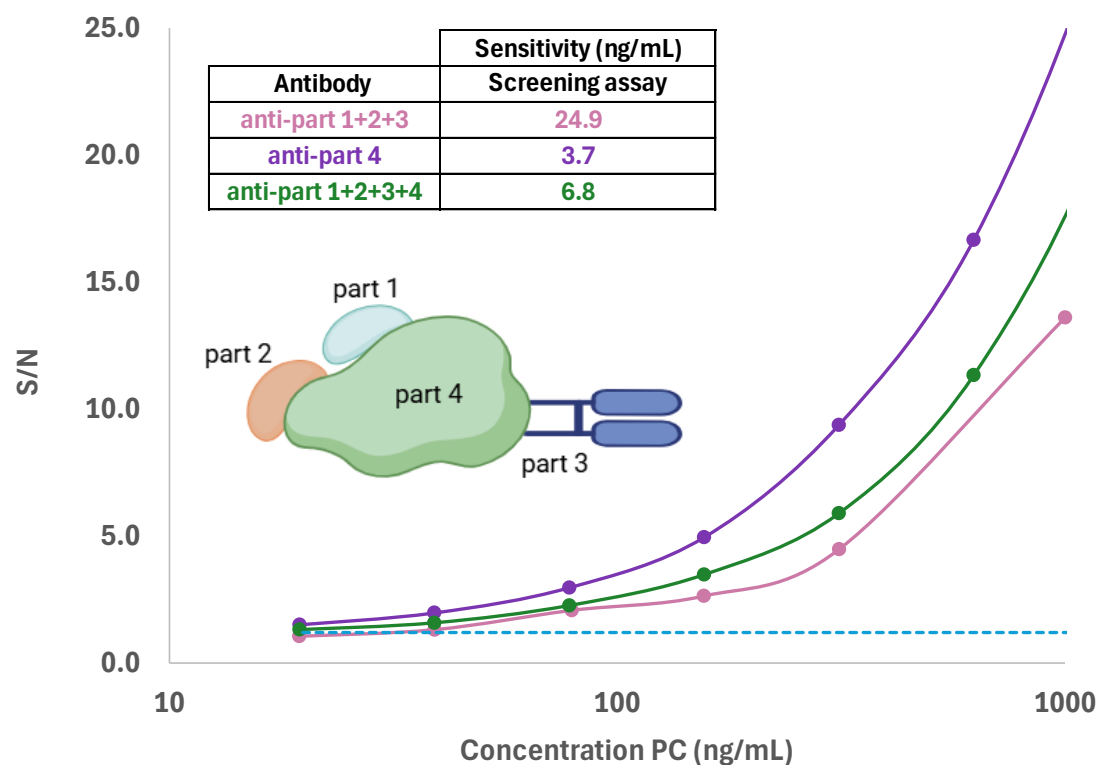 25.0
20.0
15.0
10.0
5.0
0.0
S/N
Sensitivity (ng/mL)
Antibody Screening assay
anti-part 1+2+3 24.9
anti-part 4 3.7
anti-part 1+2+3+4 6.8
part 1
part 2
part 4
part 3
10 100 1000
Concentration PC (ng/mL)